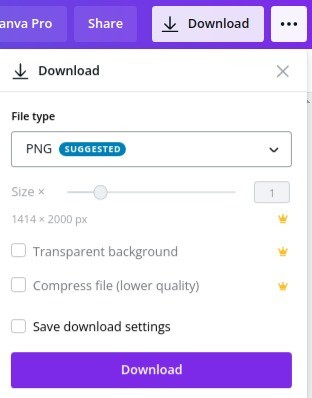 anva Pro
Share
Download
Download
File type
PNG SUGGESTED
Size × 1
1414 × 2000 px
Transparent background
Compress file (lower quality)
Save download settings
Download